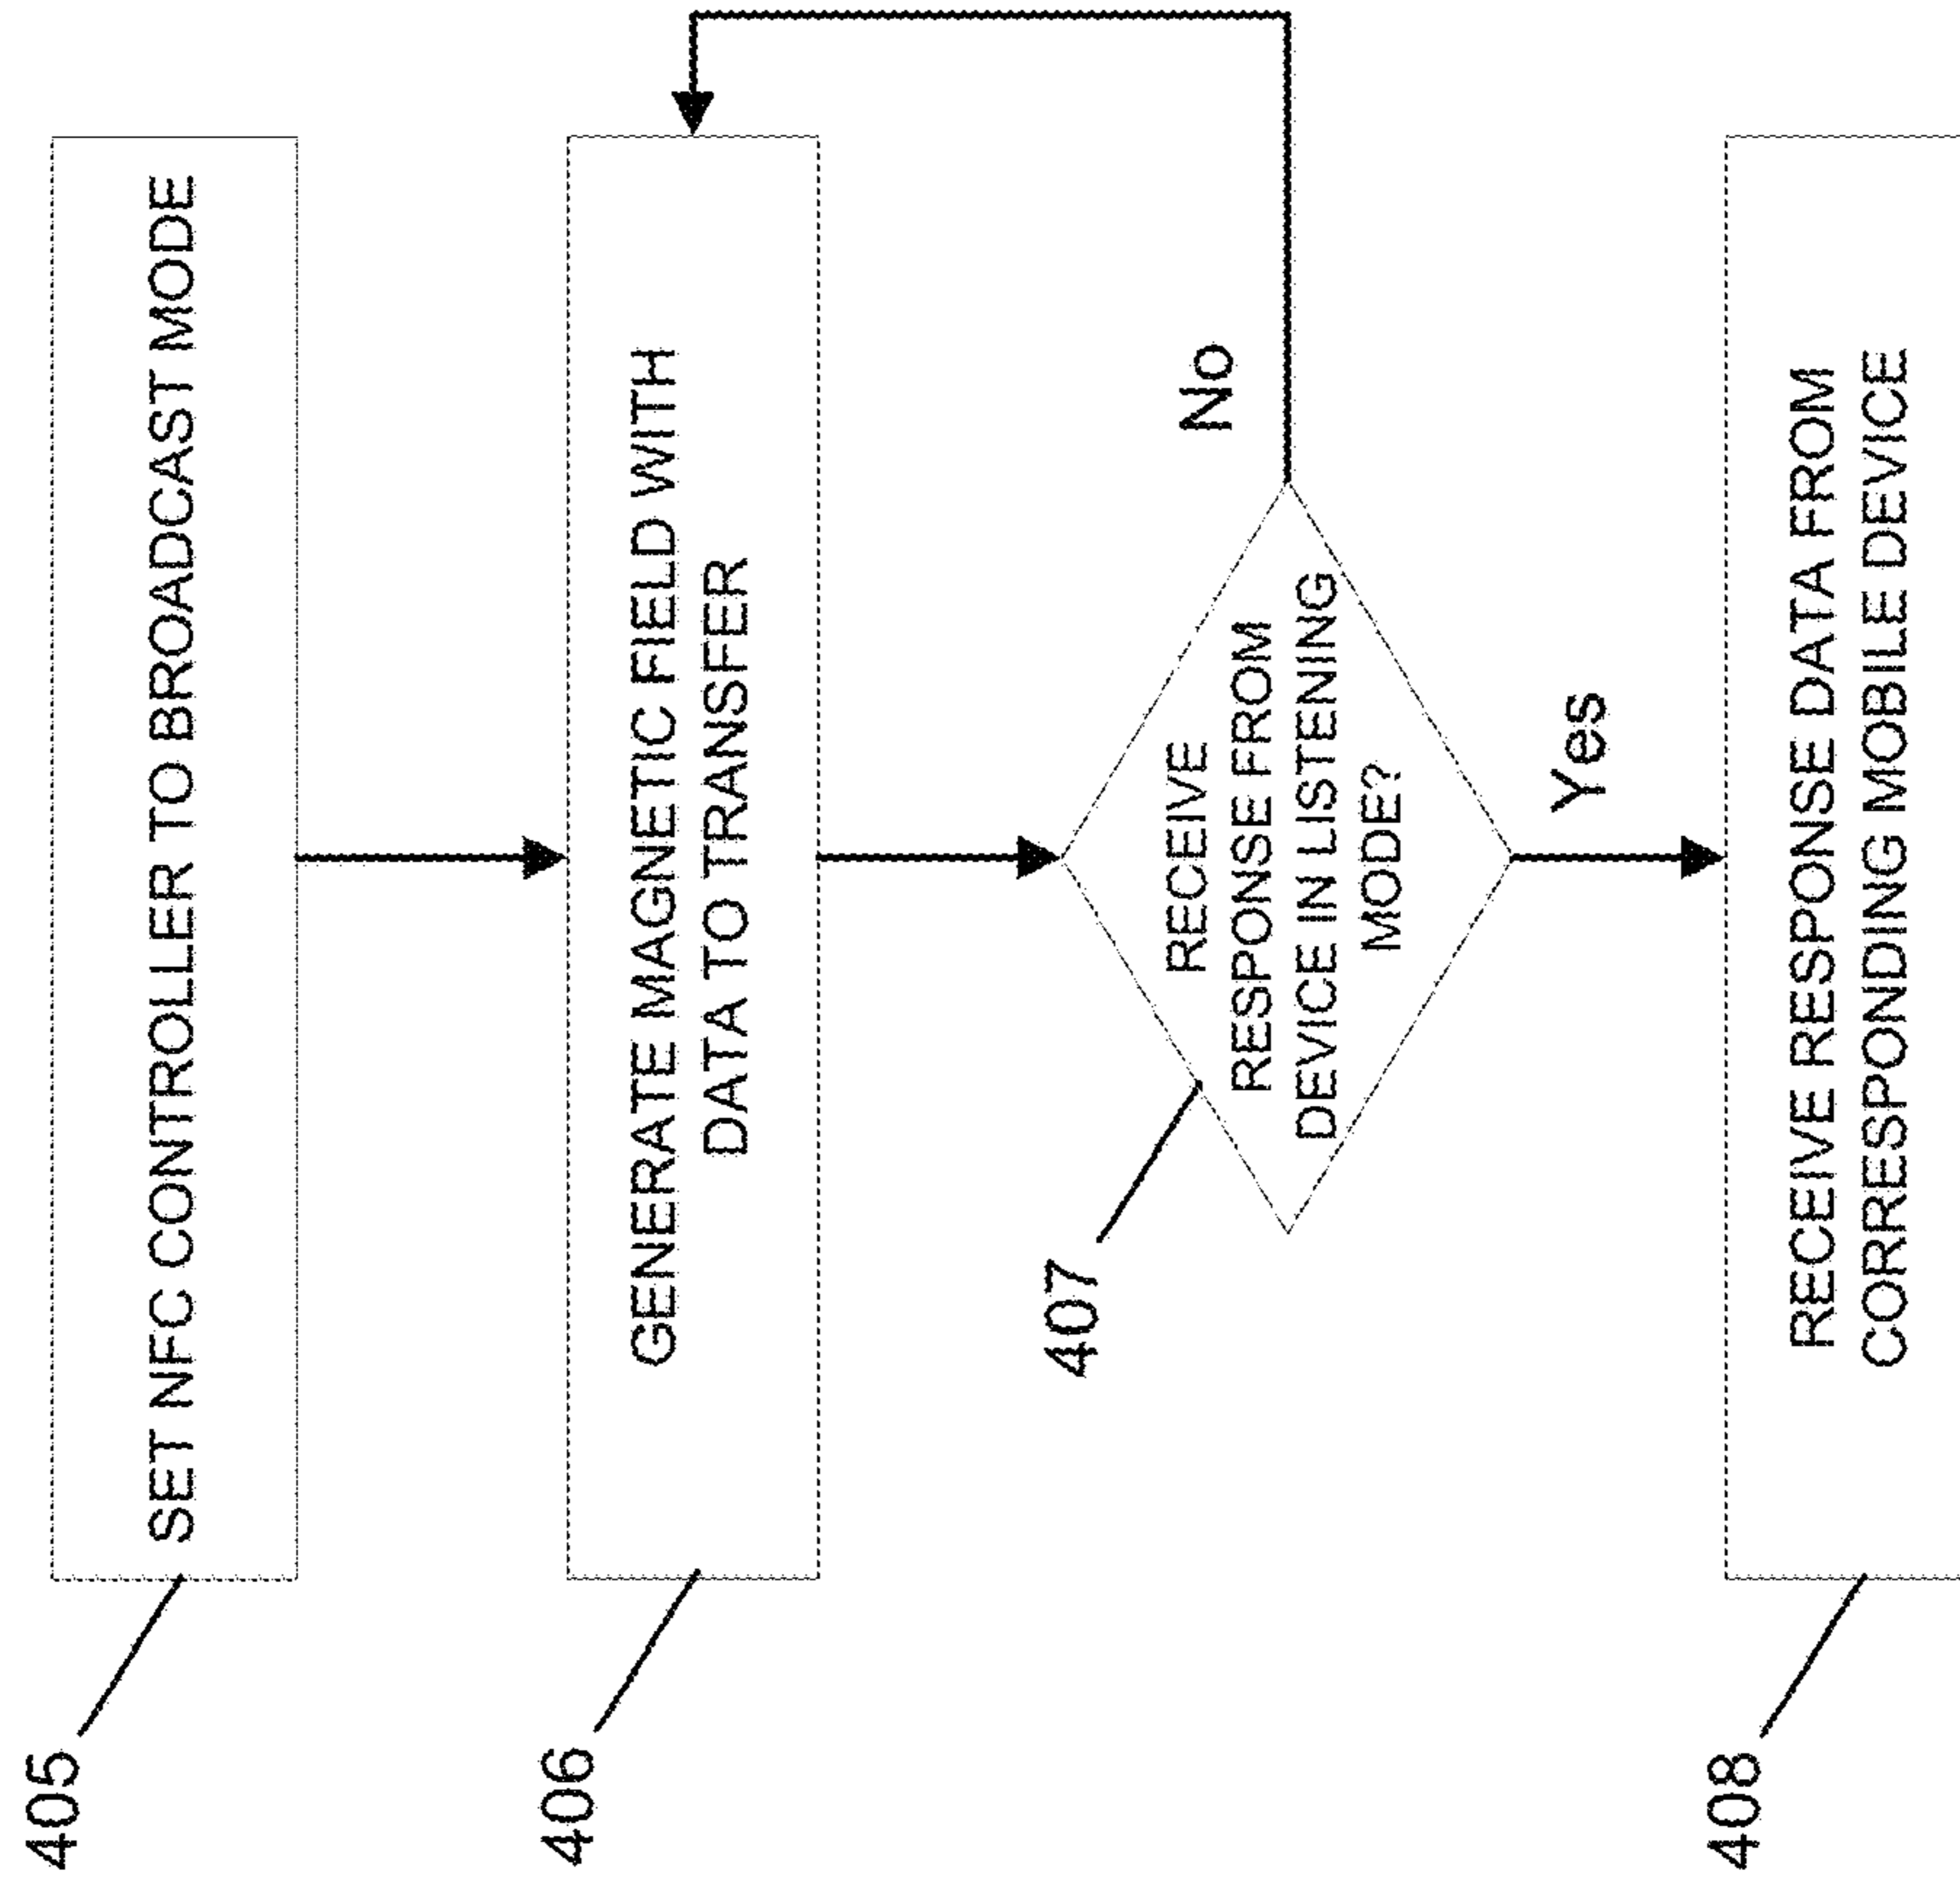 405
SET NFC CONTROLLER TO BROADCAST MODE
406
GENERATE MAGNETIC FIELD WITH
DATA TO TRANSFER
407
RECEIVE
RESPONSE FROM
DEVICE IN LISTENING
MODE?
No
Yes
408
RECEIVE RESPONSE DATA FROM
CORRESPONDING MOBILE DEVICE